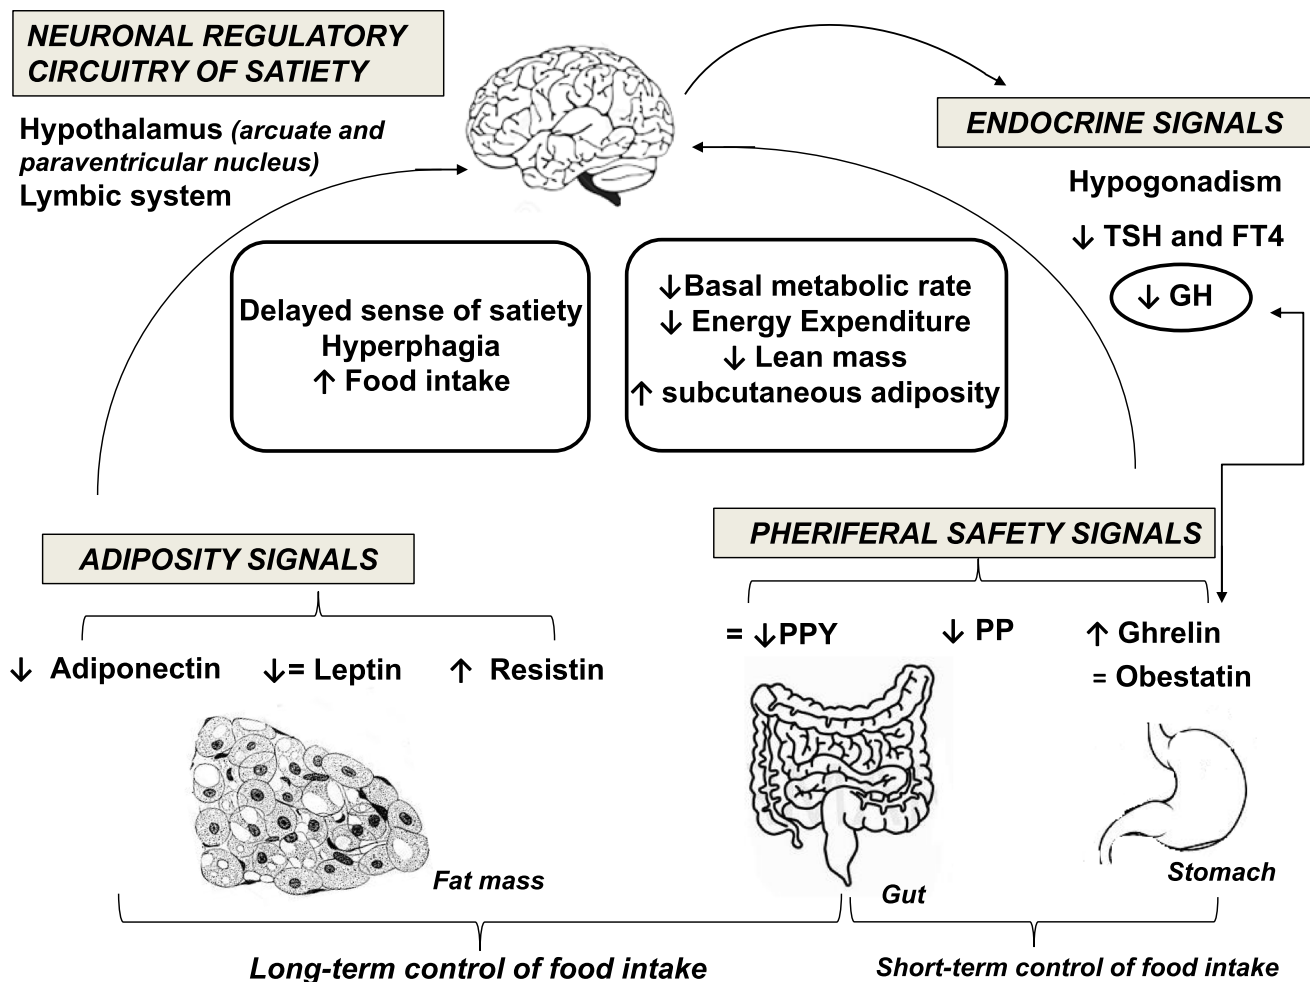 NEURONAL REGULATORY
CIRCUITRY OF SATIETY
Hypothalamus (arcuate and
paraventricular nucleus)
Lymbic system
ENDOCRINE SIGNALS
Hypogonadism
↓ TSH and FT4
↓ GH
Delayed sense of satiety
Hyperphagia
↑ Food intake
↓Basal metabolic rate
↓ Energy Expenditure
↓ Lean mass
↑ subcutaneous adiposity
ADIPOSITY SIGNALS
↓ Adiponectin ↓= Leptin ↑ Resistin
Fat mass
PHERIFERAL SAFETY SIGNALS
= ↓PPY ↓ PP ↑ Ghrelin
= Obestatin
Gut
Stomach
Long-term control of food intake
Short-term control of food intake